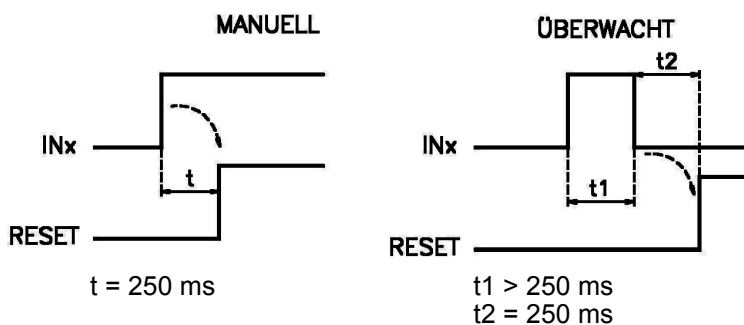 MANUELL
INx
t
RESET
t = 250 ms
ÜBERWACHT
t2
INx
t1
RESET
t1 > 250 ms
t2 = 250 ms